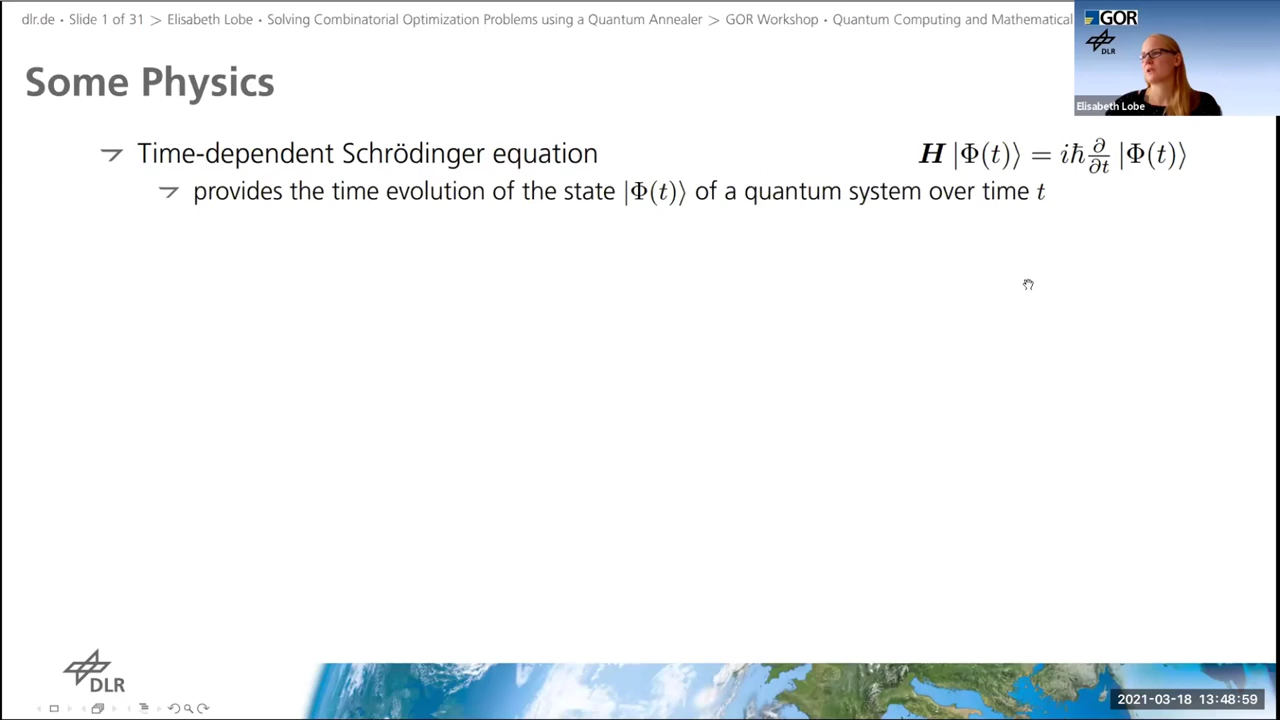 dlr.de • Slide 1 of 31 > Elisabeth Lobe • Solving Combinatorial Optimization Problems using a Quantum Annealer > GOR Workshop • Quantum Computing and Mathematical
GOR
DLR
Elisabeth Lobe
Some Physics
Time-dependent Schrödinger equation H |Φ(t)⟩ = iħ ∂/∂t |Φ(t)⟩
provides the time evolution of the state |Φ(t)⟩ of a quantum system over time t
DLR
2021-03-18 13:48:59